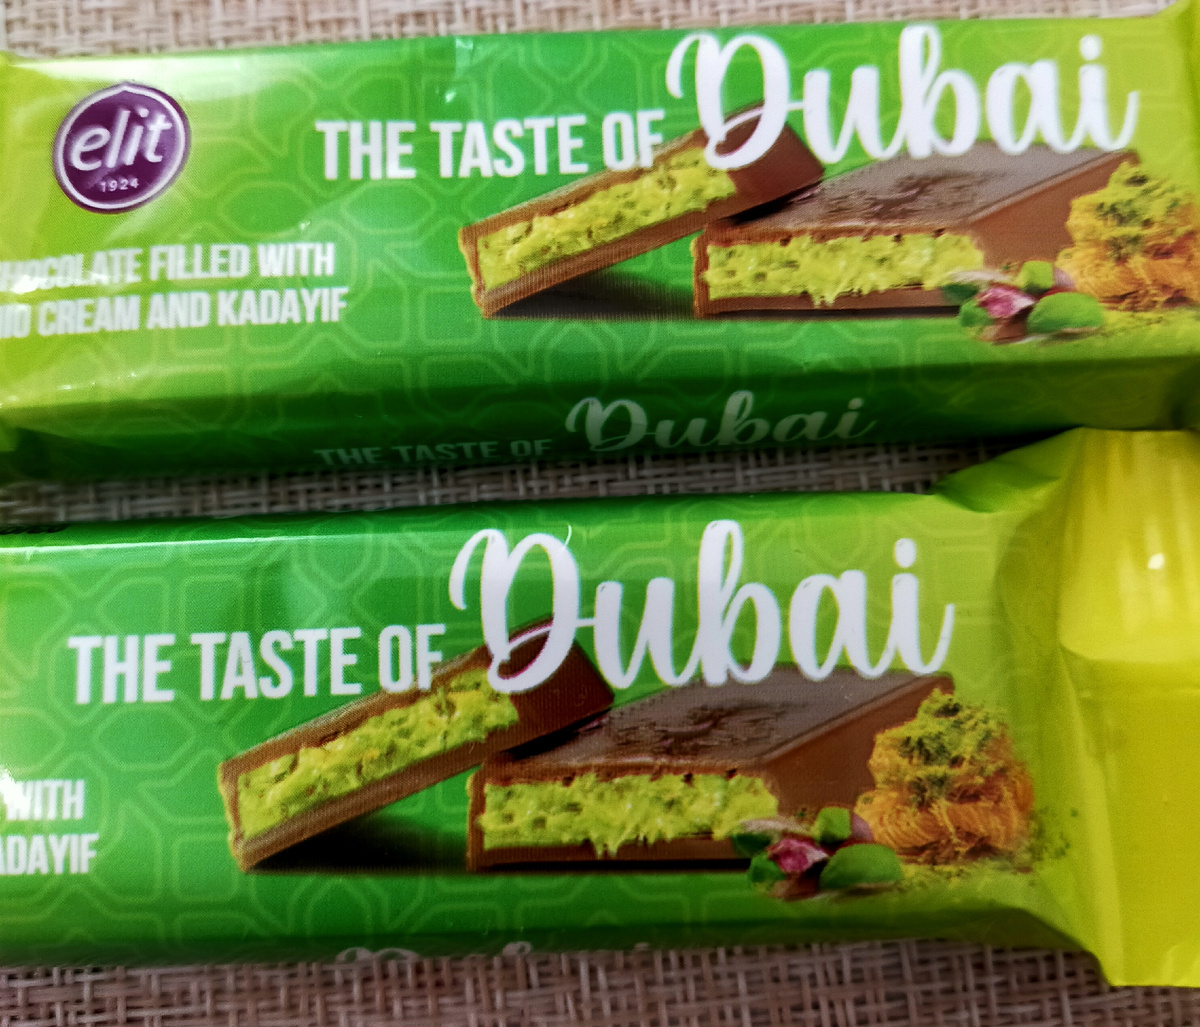 elit
1924
THE TASTE OF Dubai
CHOCOLATE FILLED WITH
CREAM AND KADAYIF
THE TASTE OF Dubai
THE TASTE OF Dubai
WITH